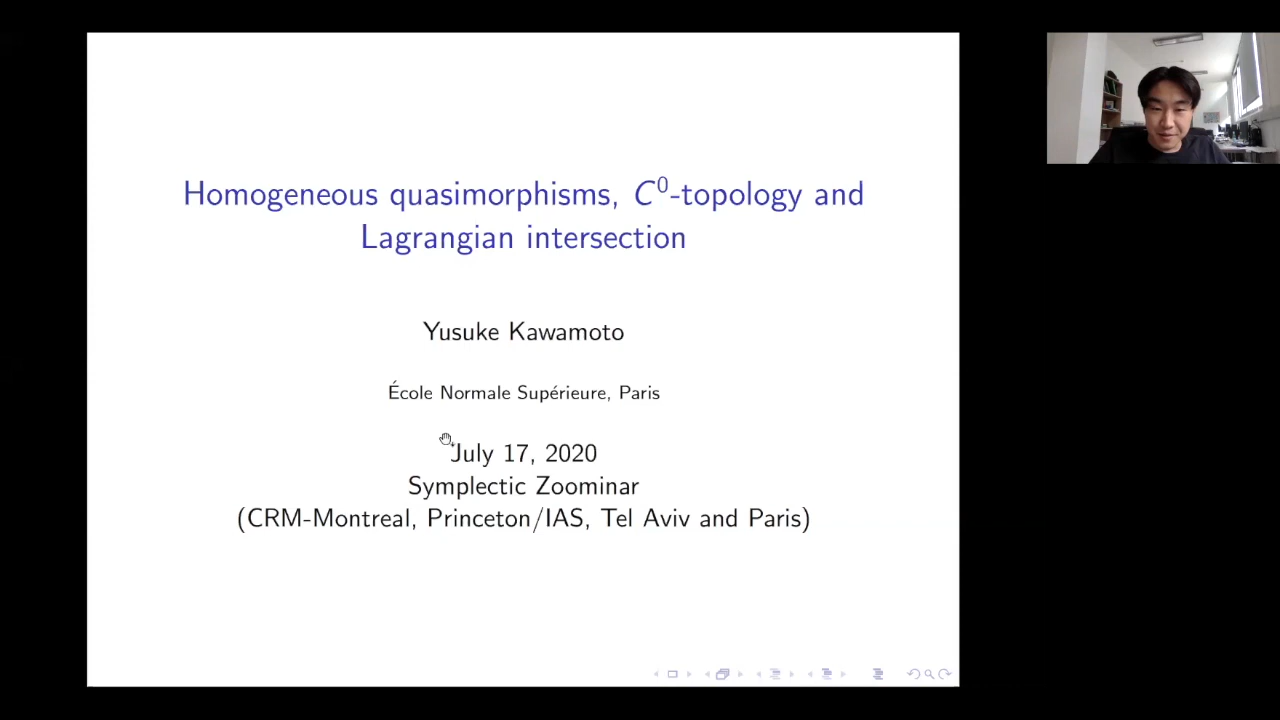 Homogeneous quasimorphisms, C⁰-topology and
Lagrangian intersection
Yusuke Kawamoto
École Normale Supérieure, Paris
July 17, 2020
Symplectic Zoominar
(CRM-Montreal, Princeton/IAS, Tel Aviv and Paris)